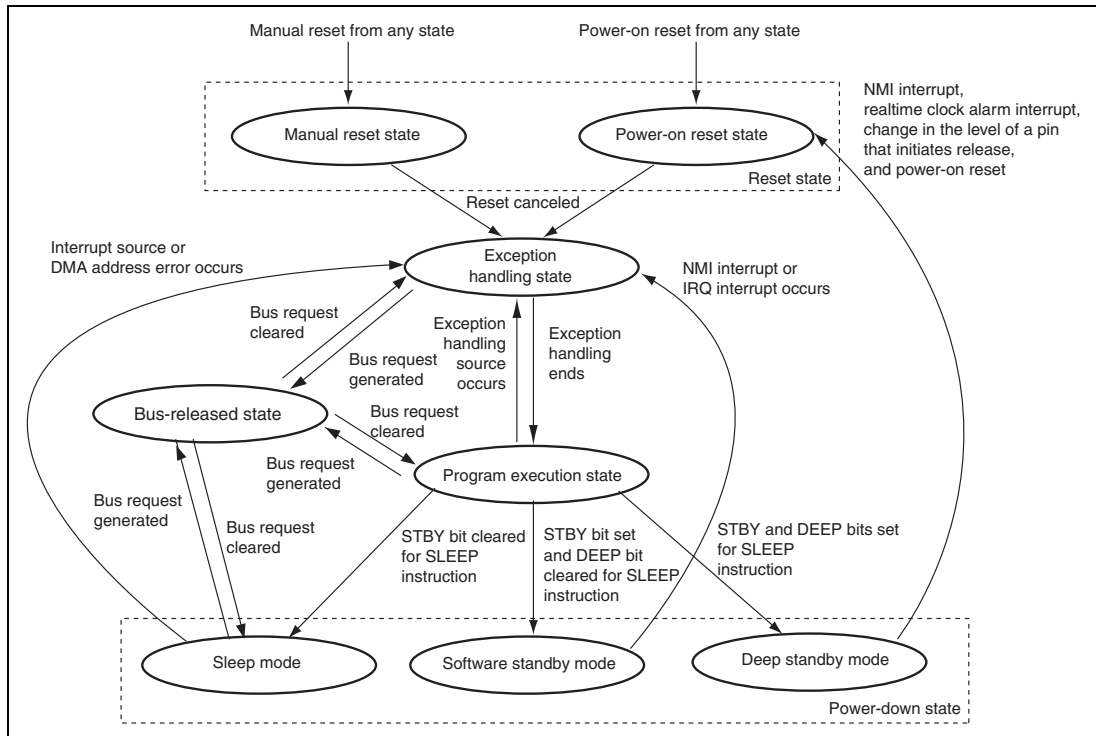 Manual reset from any state
Power-on reset from any state
NMI interrupt,
realtime clock alarm interrupt,
change in the level of a pin
that initiates release,
and power-on reset
Manual reset state
Power-on reset state
Reset state
Reset canceled
Interrupt source or
DMA address error occurs
Exception
handling state
NMI interrupt or
IRQ interrupt occurs
Bus request
cleared
Bus request
generated
Exception
handling
source
occurs
Exception
handling
ends
Bus-released state
Bus request
cleared
Bus request
generated
Program execution state
Bus request
generated
Bus request
cleared
STBY bit cleared
for SLEEP
instruction
STBY bit set
and DEEP bit
cleared for SLEEP
instruction
STBY and DEEP bits set
for SLEEP
instruction
Sleep mode
Software standby mode
Deep standby mode
Power-down state